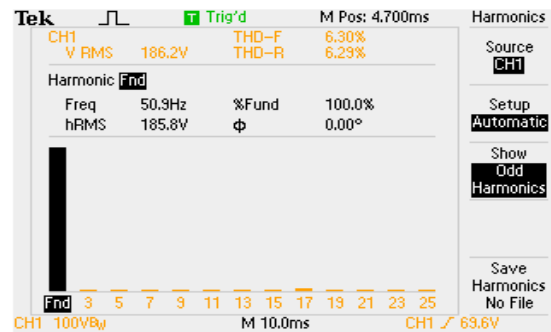 Tek T Trig'd M Pos: 4.700ms Harmonics
CH1 THD-F 6.30%
V RMS 186.2V THD-R 6.29%
Source
CH1
Harmonic Fnd
Freq 50.9Hz %Fund 100.0%
hRMS 185.8V Φ 0.00°
Setup
Automatic
Show
Odd
Harmonics
Save
Harmonics
No File
Fnd 3 5 7 9 11 13 15 17 19 21 23 25
CH1 100VBW M 10.0ms CH1 69.6V